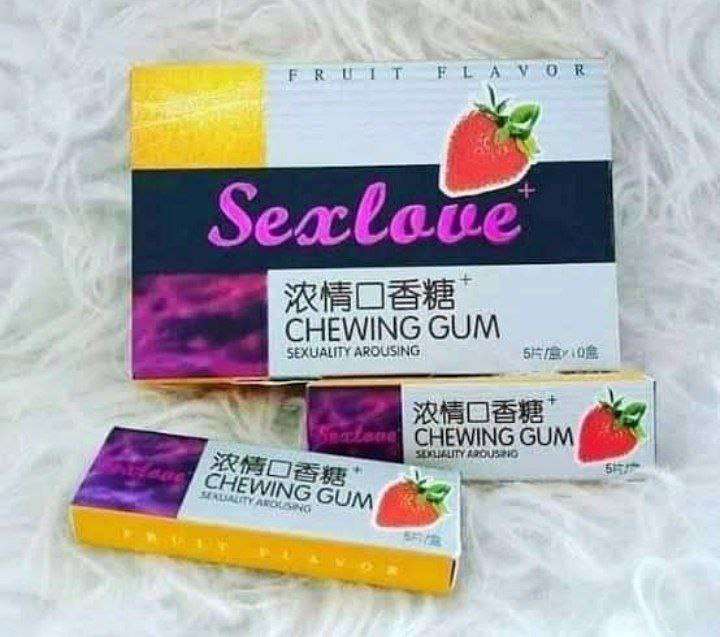 FRUIT FLAVOR
Sexlove+
浓情口香糖+
CHEWING GUM
SEXUALITY AROUSING
5片/盒×10盒
Sexlove
浓情口香糖+
CHEWING GUM
SEXUALITY AROUSING
5片/盒
Sexlove
浓情口香糖+
CHEWING GUM
SEXUALITY AROUSING
5片/盒
FRUIT FLAVOR